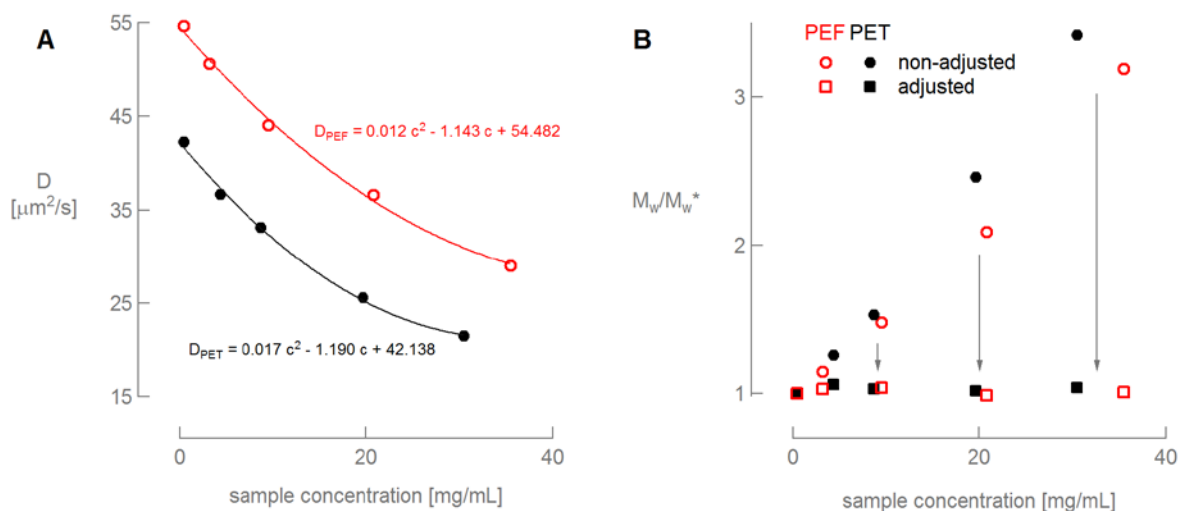 A
55
45
35
25
15
D
[μm²/s]
D_PEF = 0.012 c² - 1.143 c + 54.482
D_PET = 0.017 c² - 1.190 c + 42.138
0 20 40
sample concentration [mg/mL]
B
PEF PET
non-adjusted
adjusted
3
2
1
M_w/M_w*
0 20 40
sample concentration [mg/mL]